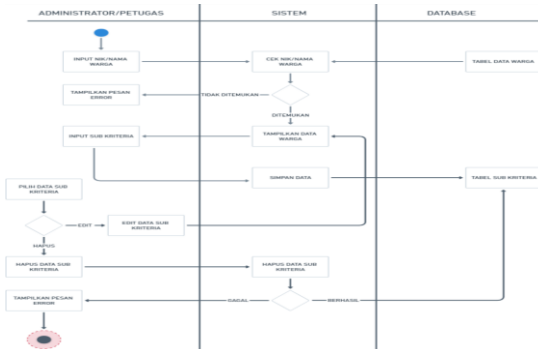 ADMINISTRATOR/PETUGAS
SISTEM
DATABASE
INPUT NIK/NAMA
WARGA
CEK NIK/NAMA
WARGA
TABEL DATA WARGA
TAMPILKAN PESAN
ERROR
TIDAK DITEMUKAN
DITEMUKAN
INPUT SUB KRITERIA
TAMPILKAN DATA
WARGA
SIMPAN DATA
TABEL SUB KRITERIA
PILIH DATA SUB
KRITERIA
EDIT
EDIT DATA SUB
KRITERIA
HAPUS
HAPUS DATA SUB
KRITERIA
HAPUS DATA SUB
KRITERIA
TAMPILKAN PESAN
ERROR
GAGAL
BERHASIL